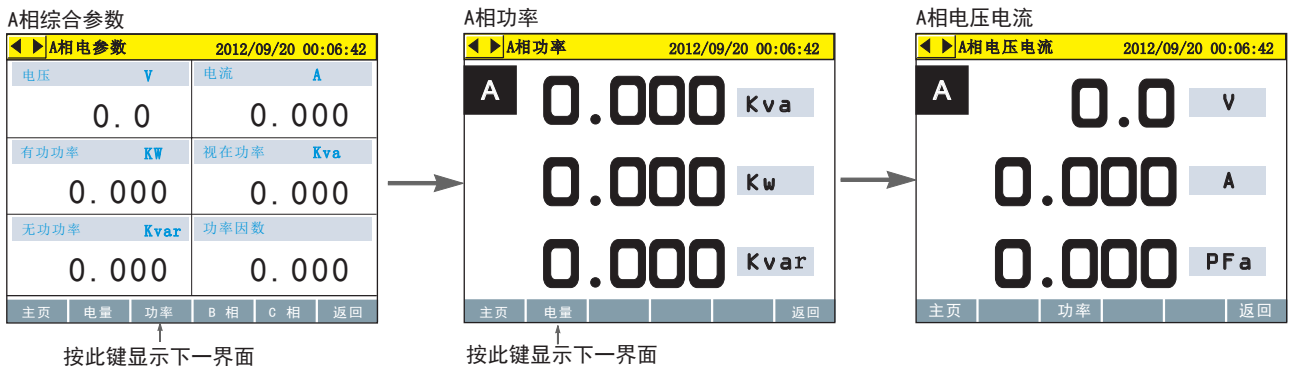 A相综合参数
A相电参数 2012/09/20 00:06:42
电压 V 电流 A
0.0 0.000
有功功率 KW 视在功率 Kva
0.000 0.000
无功功率 Kvar 功率因数
0.000 0.000
主页 电量 功率 B 相 C 相 返回
按此键显示下一界面
A相功率
A相功率 2012/09/20 00:06:42
A
0.000 Kva
0.000 Kw
0.000 Kvar
主页 电量 返回
按此键显示下一界面
A相电压电流
A相电压电流 2012/09/20 00:06:42
A
0.0 V
0.000 A
0.000 PFa
主页 功率 返回